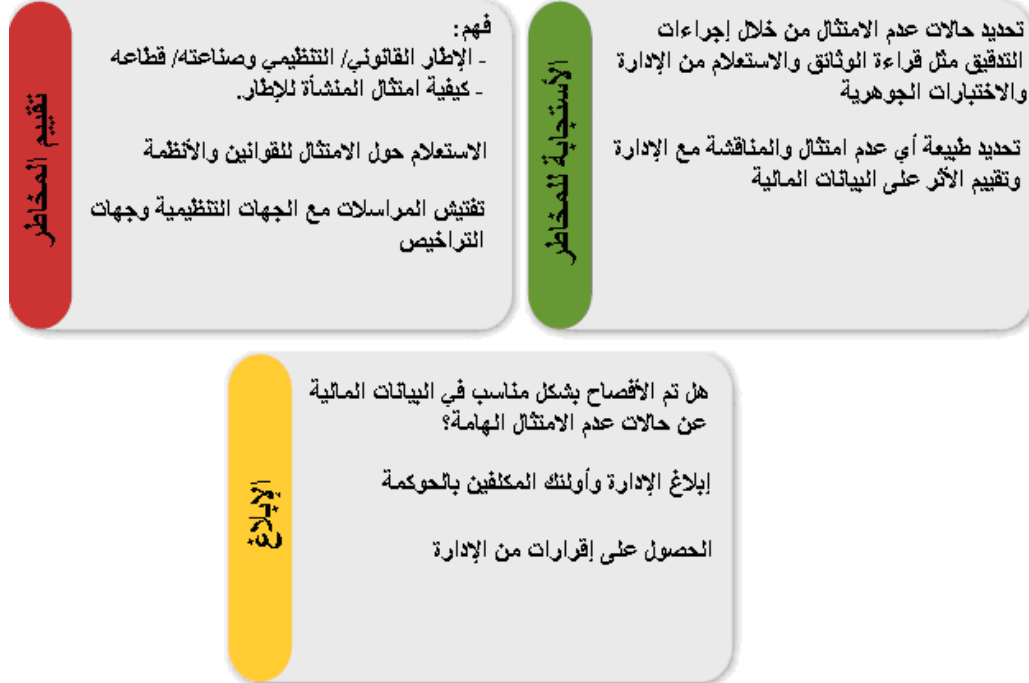 تقييم المخاطر
فهم:
- الإطار القانوني/ التنظيمي وصناعته/ قطاعه
- كيفية امتثال المنشأة للإطار.
الاستعلام حول الامتثال للقوانين والأنظمة
تفتيش المراسلات مع الجهات التنظيمية وجهات
التراخيص
الأستجابة للمخاطر
تحديد حالات عدم الامتثال من خلال إجراءات
التدقيق مثل قراءة الوثائق والاستعلام من الإدارة
والاختبارات الجوهرية
تحديد طبيعة أي عدم امتثال والمناقشة مع الإدارة
وتقييم الأثر على البيانات المالية
الإبلاغ
هل تم الأفصاح بشكل مناسب في البيانات المالية
عن حالات عدم الامتثال الهامة؟
إبلاغ الإدارة وأولئك المكلفين بالحوكمة
الحصول على إقرارات من الإدارة